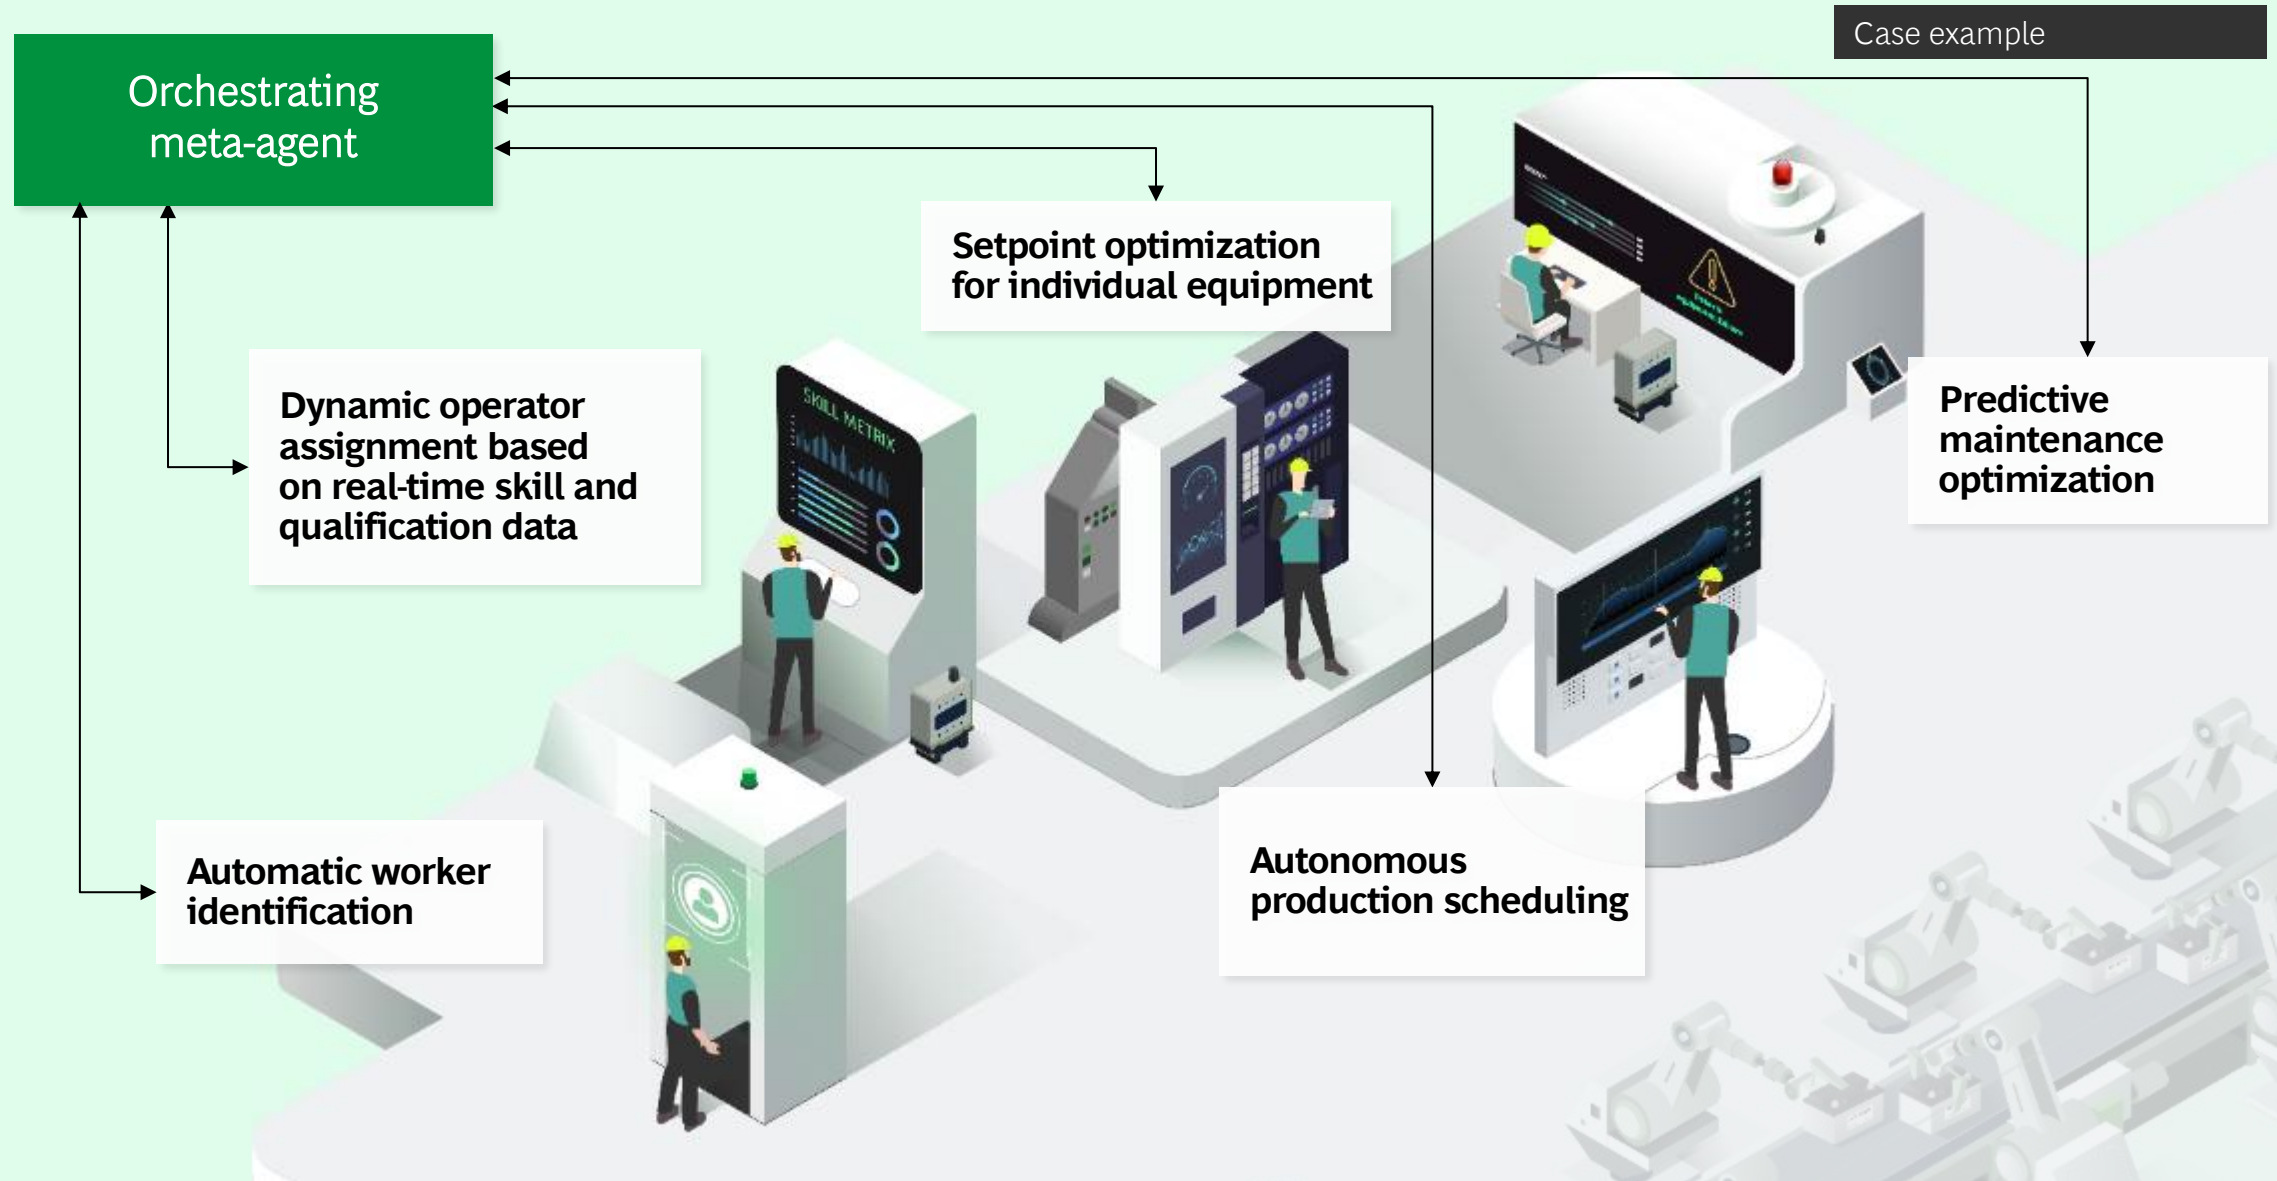 Case example
Orchestrating
meta-agent
Setpoint optimization
for individual equipment
Dynamic operator
assignment based
on real-time skill and
qualification data
SKILL METRIX
Predictive
maintenance
optimization
Automatic worker
identification
Autonomous
production scheduling